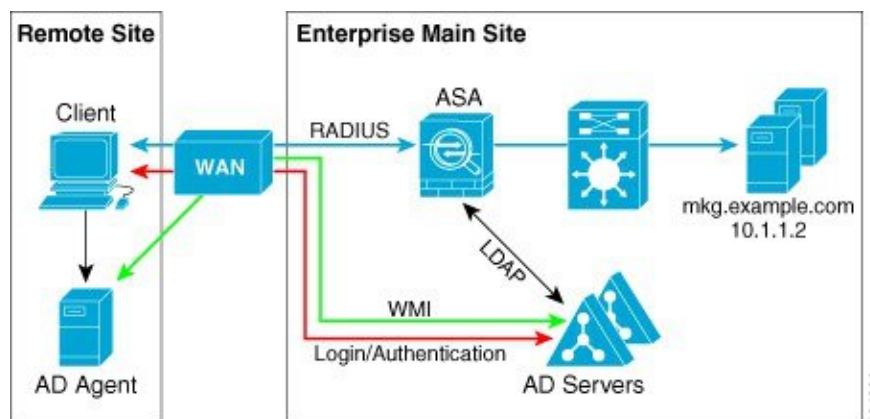 Remote Site
Enterprise Main Site
Client
ASA
RADIUS
WAN
mkg.example.com
10.1.1.2
LDAP
WMI
Login/Authentication
AD Agent
AD Servers